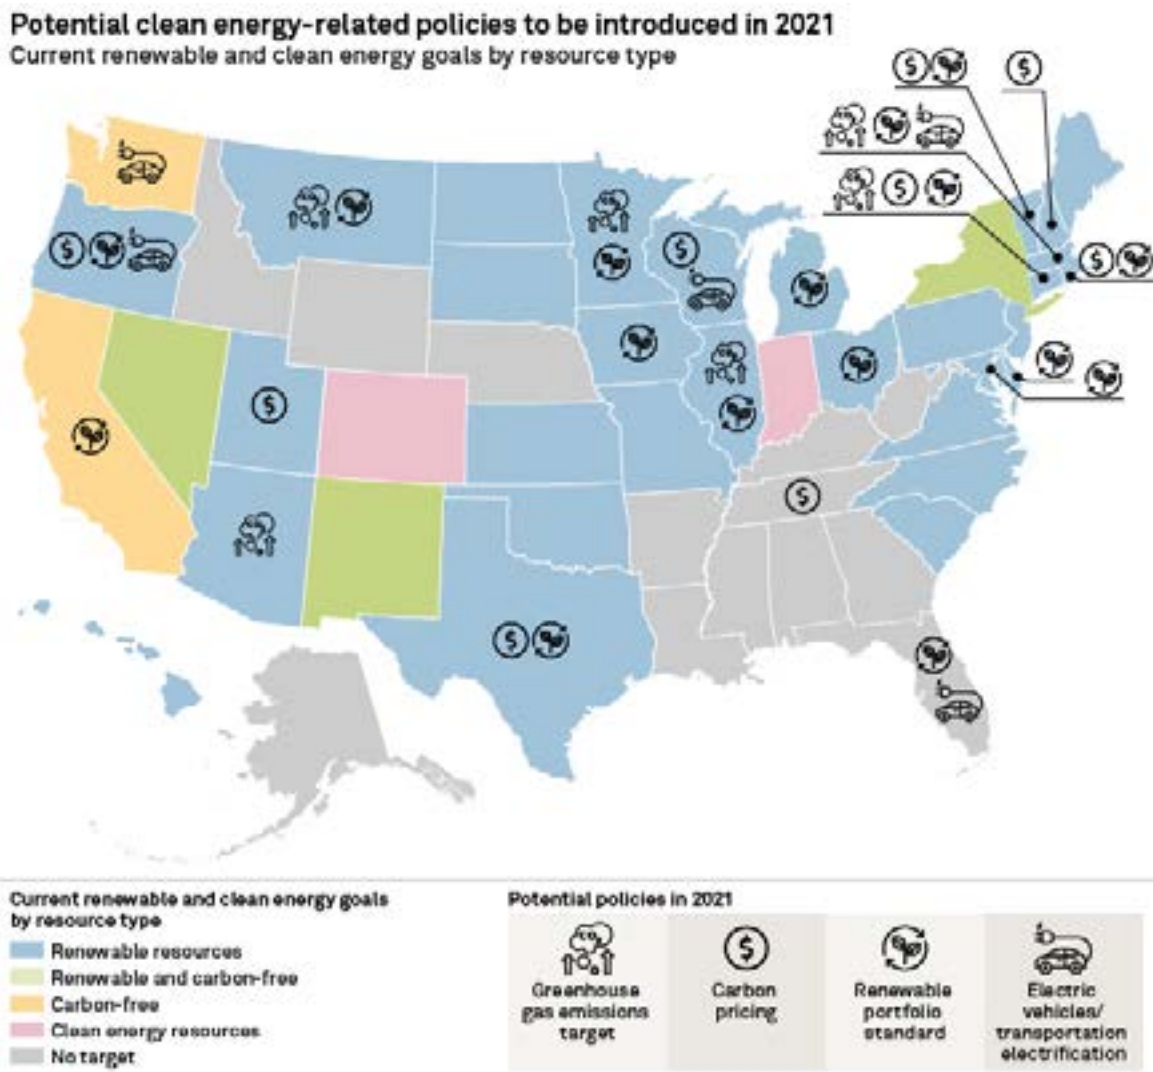 Potential clean energy-related policies to be introduced in 2021
Current renewable and clean energy goals by resource type
Current renewable and clean energy goals
by resource type
Renewable resources
Renewable and carbon-free
Carbon-free
Clean energy resources
No target
Potential policies in 2021
Greenhouse
gas emissions
target
Carbon
pricing
Renewable
portfolio
standard
Electric
vehicles/
transportation
electrification